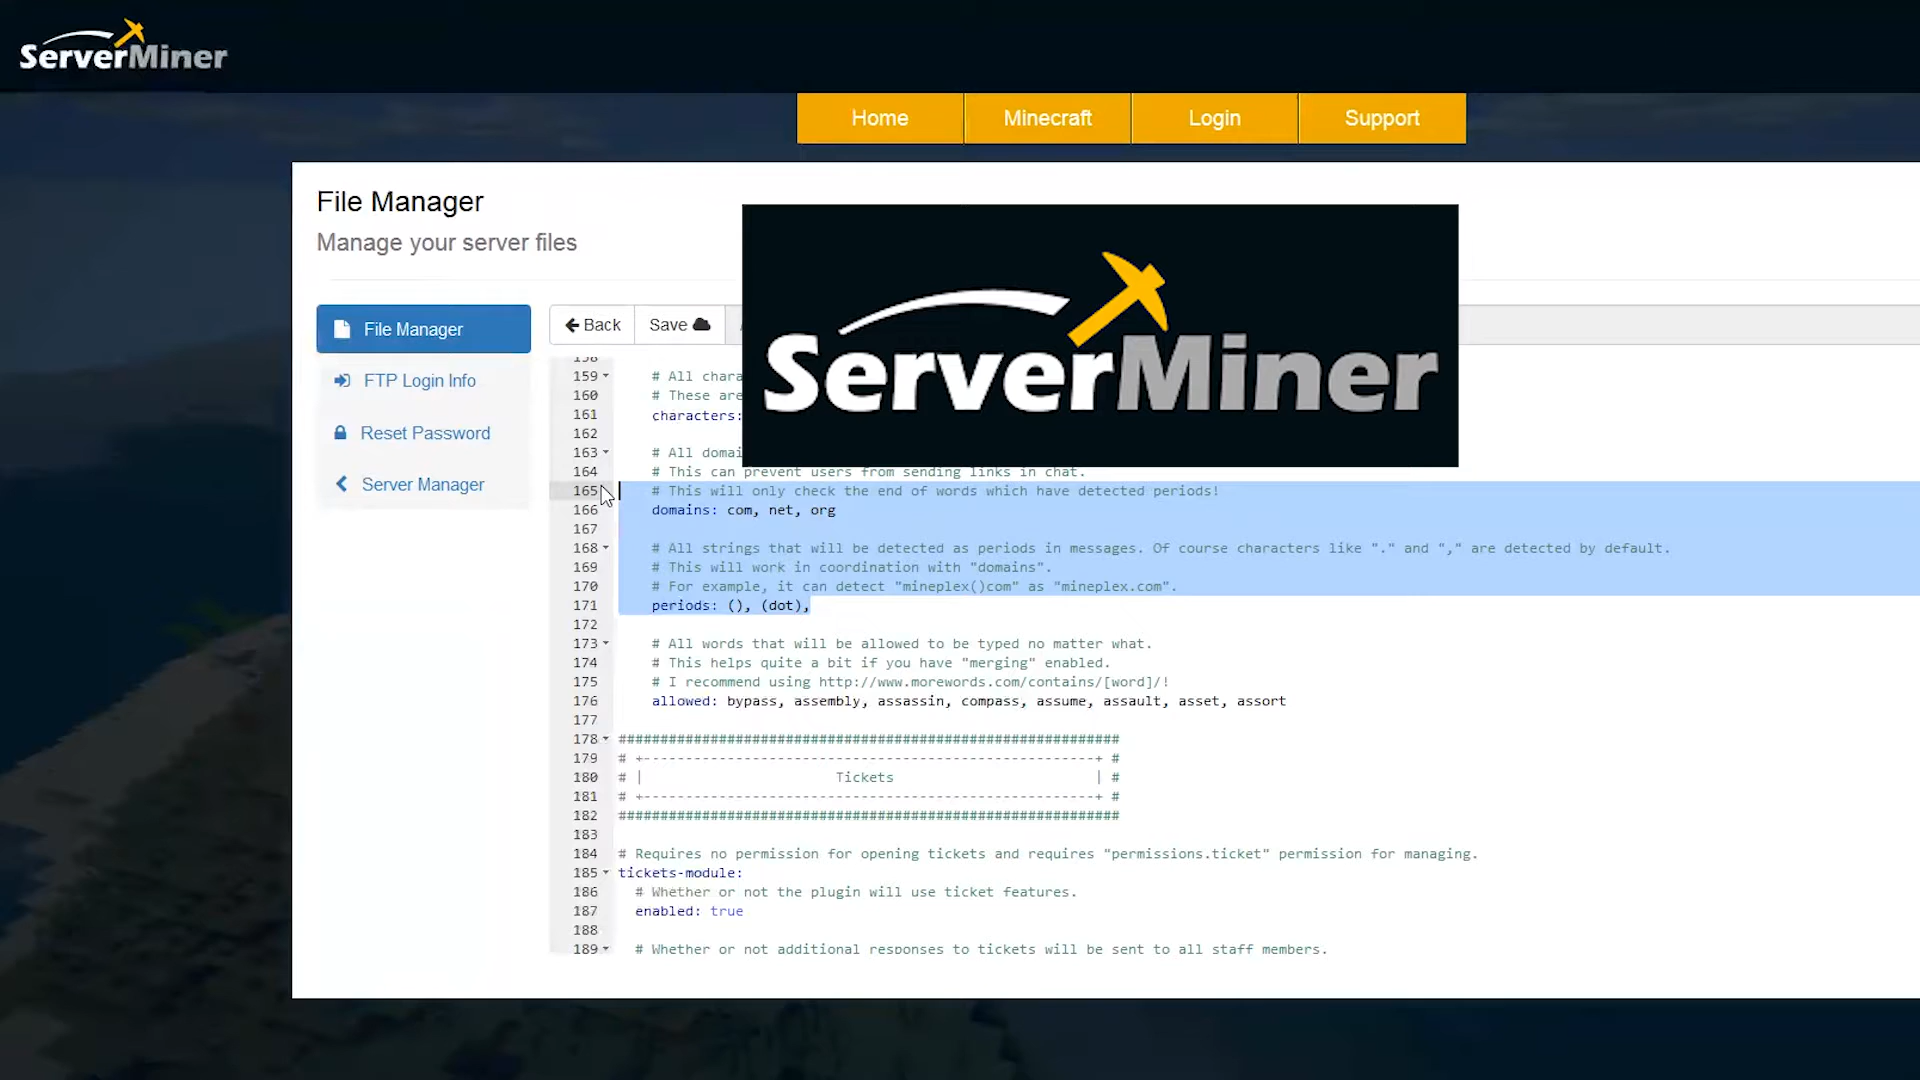 ServerMiner
Home
Minecraft
Login
Support
File Manager
Manage your server files
ServerMiner
File Manager
FTP Login Info
Reset Password
Server Manager
Back
Save
158
159 # All chara
160 # These are
161 characters:
162
163 # All domai
164 # This can prevent users from sending links in chat.
165 # This will only check the end of words which have detected periods!
166 domains: com, net, org
167
168 # All strings that will be detected as periods in messages. Of course characters like "." and "," are detected by default.
169 # This will work in coordination with "domains".
170 # For example, it can detect "mineplex()com" as "mineplex.com".
171 periods: (), (dot),
172
173 # All words that will be allowed to be typed no matter what.
174 # This helps quite a bit if you have "merging" enabled.
175 # I recommend using http://www.morewords.com/contains/[word]/!
176 allowed: bypass, assembly, assassin, compass, assume, assault, asset, assort
177
178 ############################################################
179 # +------------------------------------------------------+ #
180 # | Tickets | #
181 # +------------------------------------------------------+ #
182 ############################################################
183
184 # Requires no permission for opening tickets and requires "permissions.ticket" permission for managing.
185 tickets-module:
186 # Whether or not the plugin will use ticket features.
187 enabled: true
188
189 # Whether or not additional responses to tickets will be sent to all staff members.